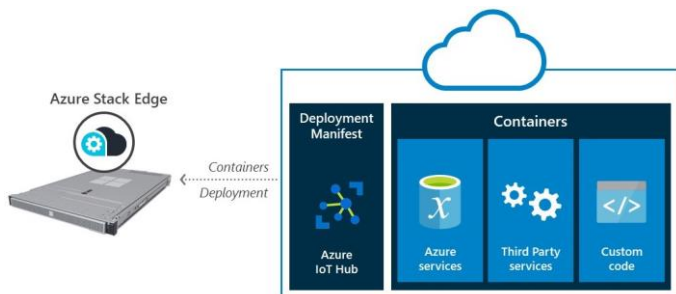 Azure Stack Edge
Containers
Deployment
Deployment
Manifest
Azure
IoT Hub
Containers
X
Azure
services
Third Party
services
</>
Custom
code